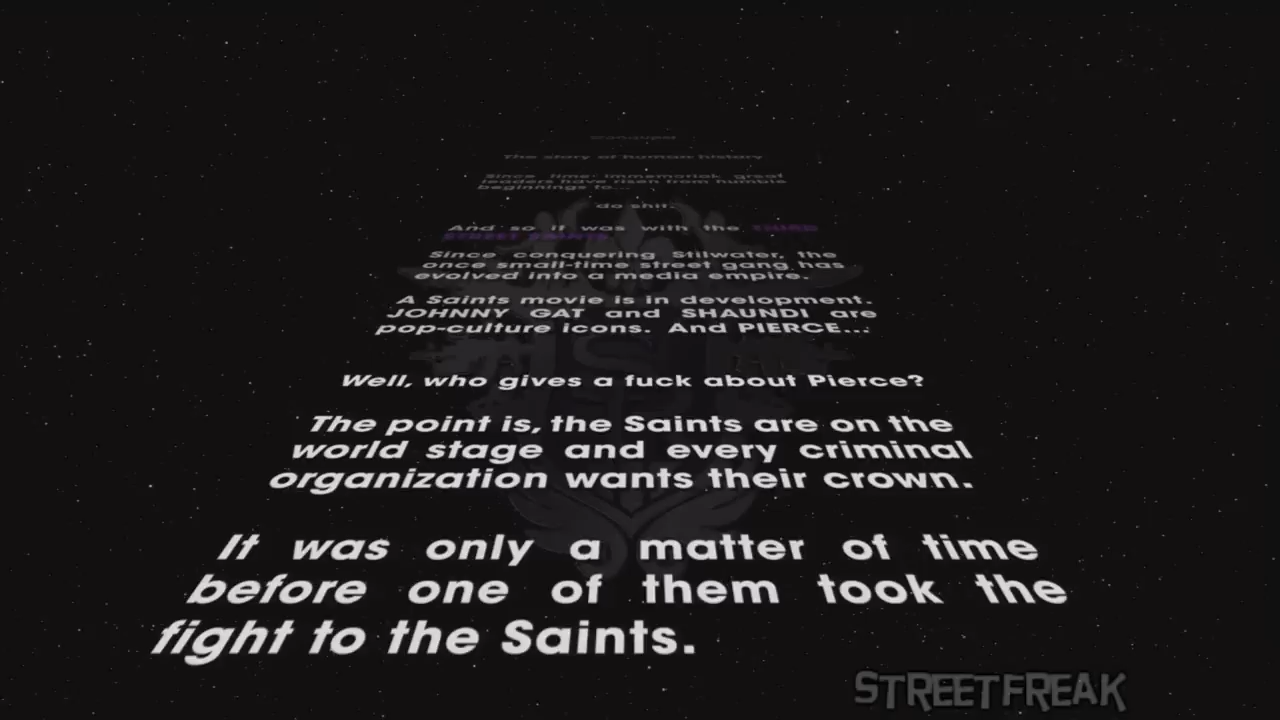 conquer
The story of human history
Since time immemorial, great
leaders have risen from humble
beginnings to...
do shit.
And so it was with the THIRD
STREET SAINTS
Since conquering Stilwater, the
once small-time street gang has
evolved into a media empire.
A Saints movie is in development.
JOHNNY GAT and SHAUNDI are
pop-culture icons. And PIERCE...
Well, who gives a fuck about Pierce?
The point is, the Saints are on the
world stage and every criminal
organization wants their crown.
It was only a matter of time
before one of them took the
fight to the Saints.
STREETFREAK